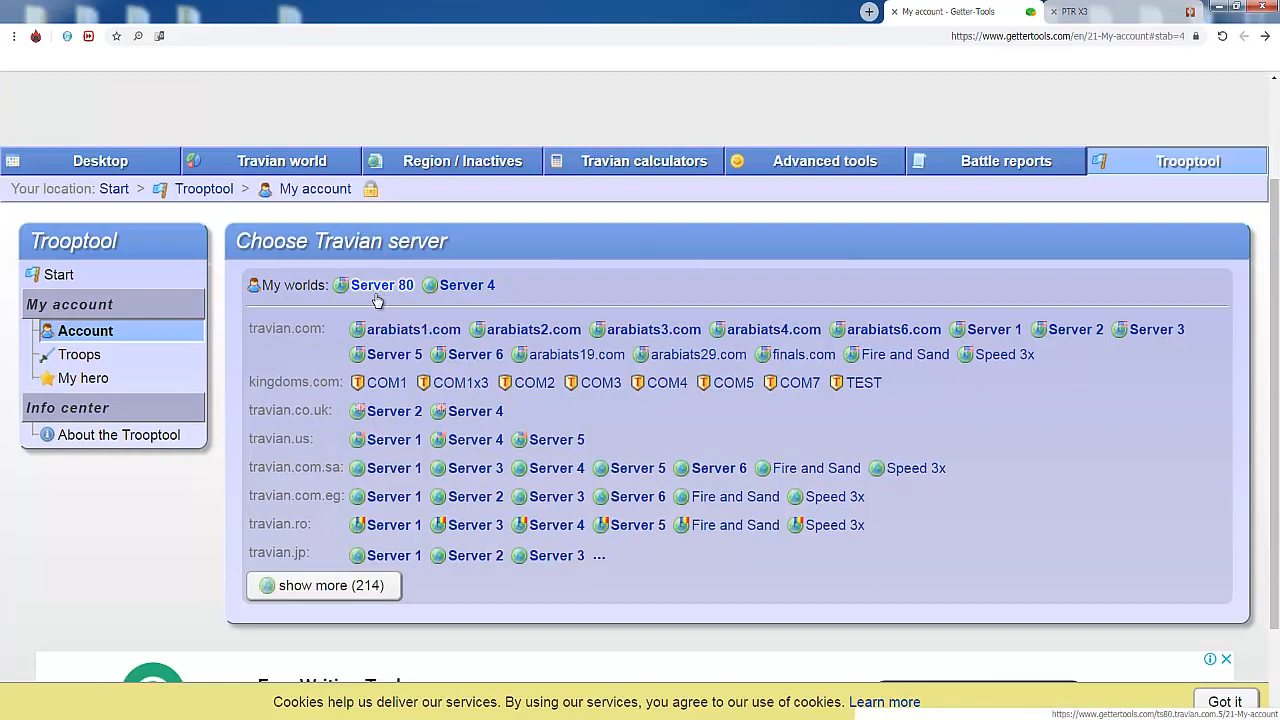 My account - Getter-Tools
PTR X3
https://www.gettertools.com/en/21-My-account#stab=4
Desktop
Travian world
Region / Inactives
Travian calculators
Advanced tools
Battle reports
Trooptool
Your location: Start > Trooptool > My account
Trooptool
Start
My account
Account
Troops
My hero
Info center
About the Trooptool
Choose Travian server
My worlds: Server 80 Server 4
travian.com: arabiats1.com arabiats2.com arabiats3.com arabiats4.com arabiats6.com Server 1 Server 2 Server 3
Server 5 Server 6 arabiats19.com arabiats29.com finals.com Fire and Sand Speed 3x
kingdoms.com: COM1 COM1x3 COM2 COM3 COM4 COM5 COM7 TEST
travian.co.uk: Server 2 Server 4
travian.us: Server 1 Server 4 Server 5
travian.com.sa: Server 1 Server 3 Server 4 Server 5 Server 6 Fire and Sand Speed 3x
travian.com.eg: Server 1 Server 2 Server 3 Server 6 Fire and Sand Speed 3x
travian.ro: Server 1 Server 3 Server 4 Server 5 Fire and Sand Speed 3x
travian.jp: Server 1 Server 2 Server 3 ...
show more (214)
Cookies help us deliver our services. By using our services, you agree to our use of cookies. Learn more
Got it
https://www.gettertools.com/ts80.travian.com.5/21-My-account